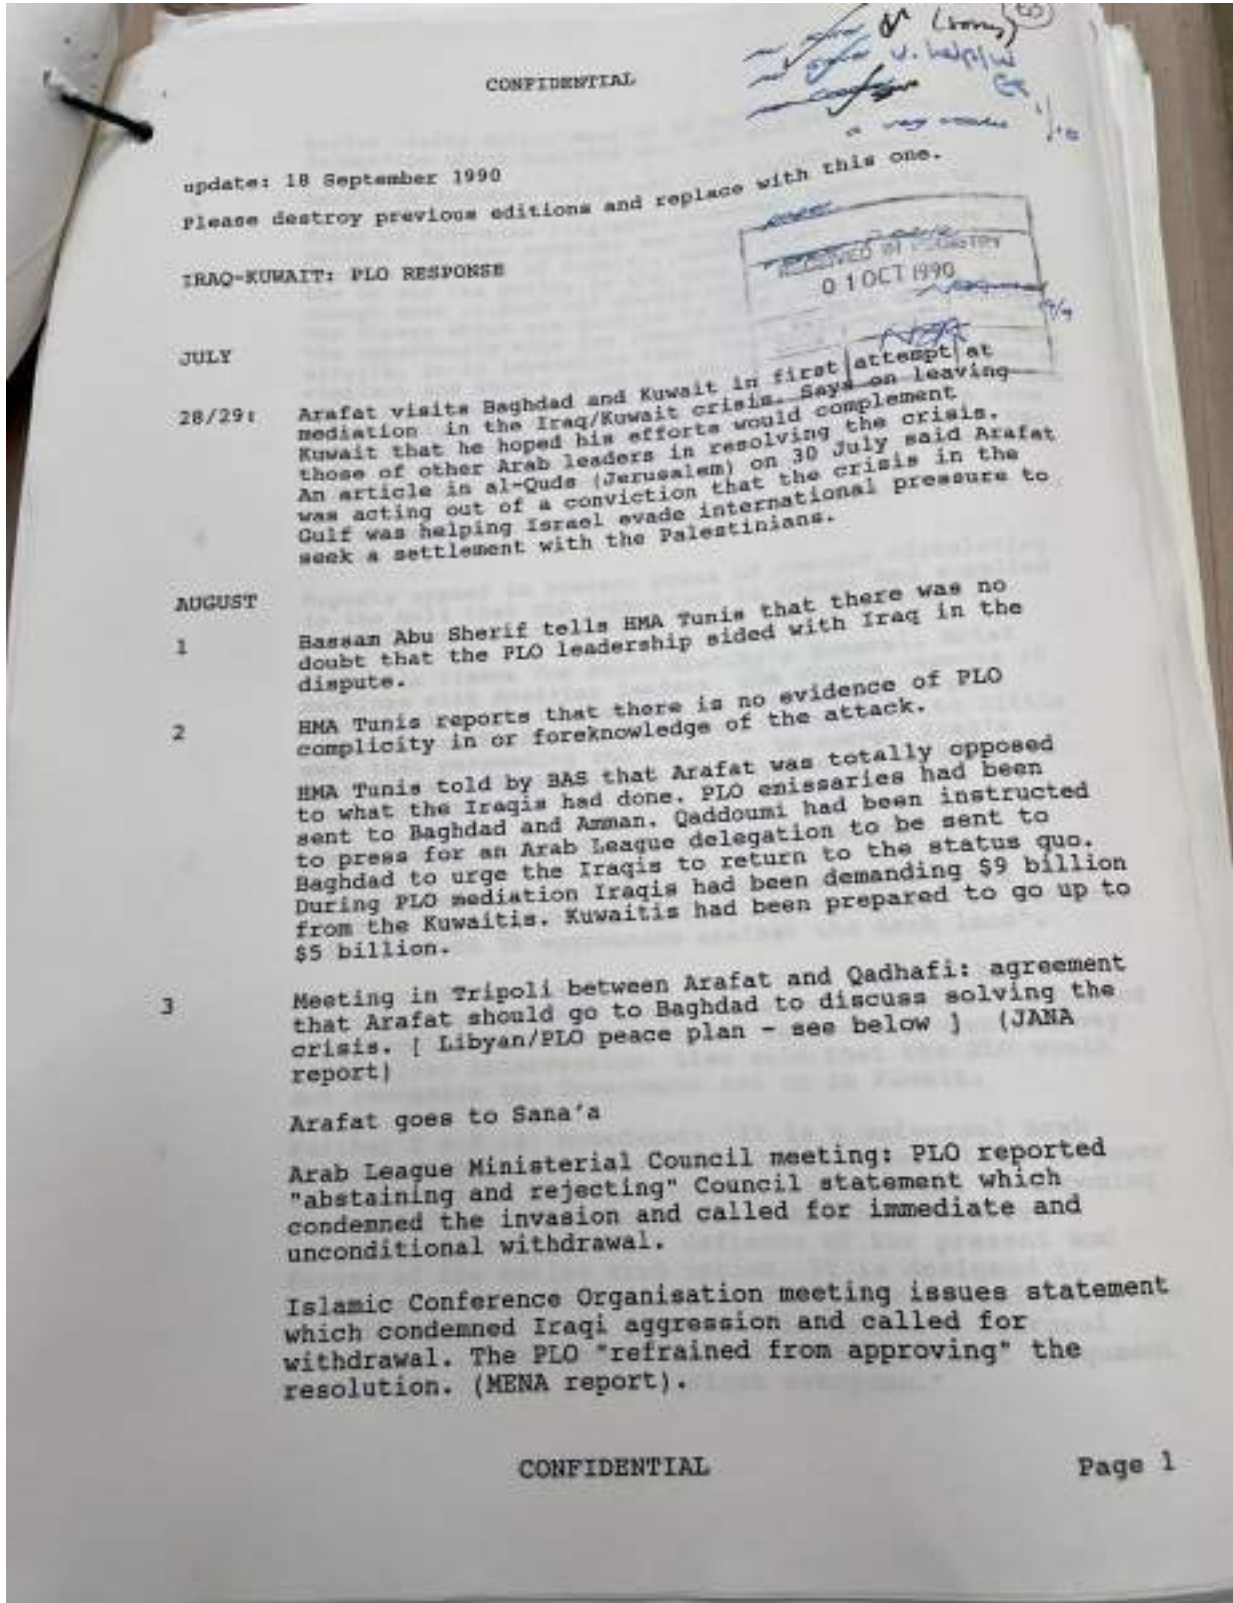 (sorry)
v. helpful
1/10
CONFIDENTIAL
update: 18 September 1990
Please destroy previous editions and replace with this one.
RECEIVED IN REGISTRY
01 OCT 1990
IRAQ-KUWAIT: PLO RESPONSE
JULY
28/29: Arafat visits Baghdad and Kuwait in first attempt at
mediation in the Iraq/Kuwait crisis. Says on leaving
Kuwait that he hoped his efforts would complement
those of other Arab leaders in resolving the crisis.
An article in al-Quds (Jerusalem) on 30 July said Arafat
was acting out of a conviction that the crisis in the
Gulf was helping Israel evade international pressure to
seek a settlement with the Palestinians.
AUGUST
1 Bassam Abu Sherif tells HMA Tunis that there was no
doubt that the PLO leadership sided with Iraq in the
dispute.
2 HMA Tunis reports that there is no evidence of PLO
complicity in or foreknowledge of the attack.
HMA Tunis told by BAS that Arafat was totally opposed
to what the Iraqis had done. PLO emissaries had been
sent to Baghdad and Amman. Qaddoumi had been instructed
to press for an Arab League delegation to be sent to
Baghdad to urge the Iraqis to return to the status quo.
During PLO mediation Iraqis had been demanding $9 billion
from the Kuwaitis. Kuwaitis had been prepared to go up to
$5 billion.
3 Meeting in Tripoli between Arafat and Qadhafi: agreement
that Arafat should go to Baghdad to discuss solving the
crisis. [ Libyan/PLO peace plan - see below ] (JANA
report)
Arafat goes to Sana'a
Arab League Ministerial Council meeting: PLO reported
"abstaining and rejecting" Council statement which
condemned the invasion and called for immediate and
unconditional withdrawal.
Islamic Conference Organisation meeting issues statement
which condemned Iraqi aggression and called for
withdrawal. The PLO "refrained from approving" the
resolution. (MENA report).
CONFIDENTIAL Page 1